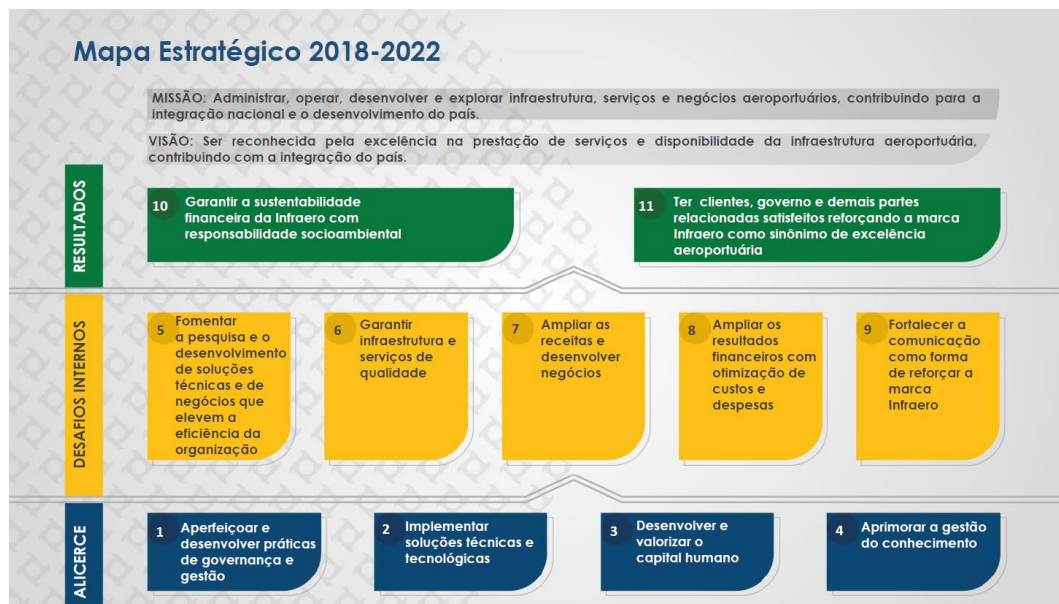 Mapa Estratégico 2018-2022
MISSÃO: Administrar, operar, desenvolver e explorar infraestrutura, serviços e negócios aeroportuários, contribuindo para a
integração nacional e o desenvolvimento do país.
VISÃO: Ser reconhecida pela excelência na prestação de serviços e disponibilidade da infraestrutura aeroportuária,
contribuindo com a integração do país.
RESULTADOS
10
Garantir a sustentabilidade
financeira da Infraero com
responsabilidade socioambiental
11
Ter clientes, governo e demais partes
relacionadas satisfeitos reforçando a marca
Infraero como sinônimo de excelência
aeroportuária
DESAFIOS INTERNOS
5
Fomentar
a pesquisa e o
desenvolvimento
de soluções
técnicas e de
negócios que
elevem a
eficiência da
organização
6
Garantir
infraestrutura e
serviços de
qualidade
7
Ampliar as
receitas e
desenvolver
negócios
8
Ampliar os
resultados
financeiros com
otimização de
custos e
despesas
9
Fortalecer a
comunicação
como forma
de reforçar a
marca
Infraero
ALICERCE
1
Aperfeiçoar e
desenvolver práticas
de governança e
gestão
2
Implementar
soluções técnicas e
tecnológicas
3
Desenvolver e
valorizar o
capital humano
4
Aprimorar a gestão
do conhecimento